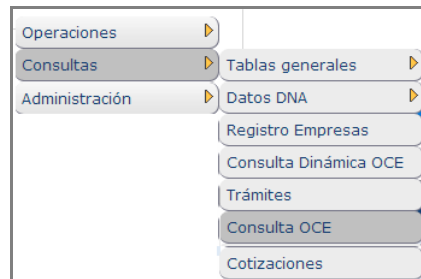 Operaciones
Consultas
Administración
Tablas generales
Datos DNA
Registro Empresas
Consulta Dinámica OCE
Trámites
Consulta OCE
Cotizaciones